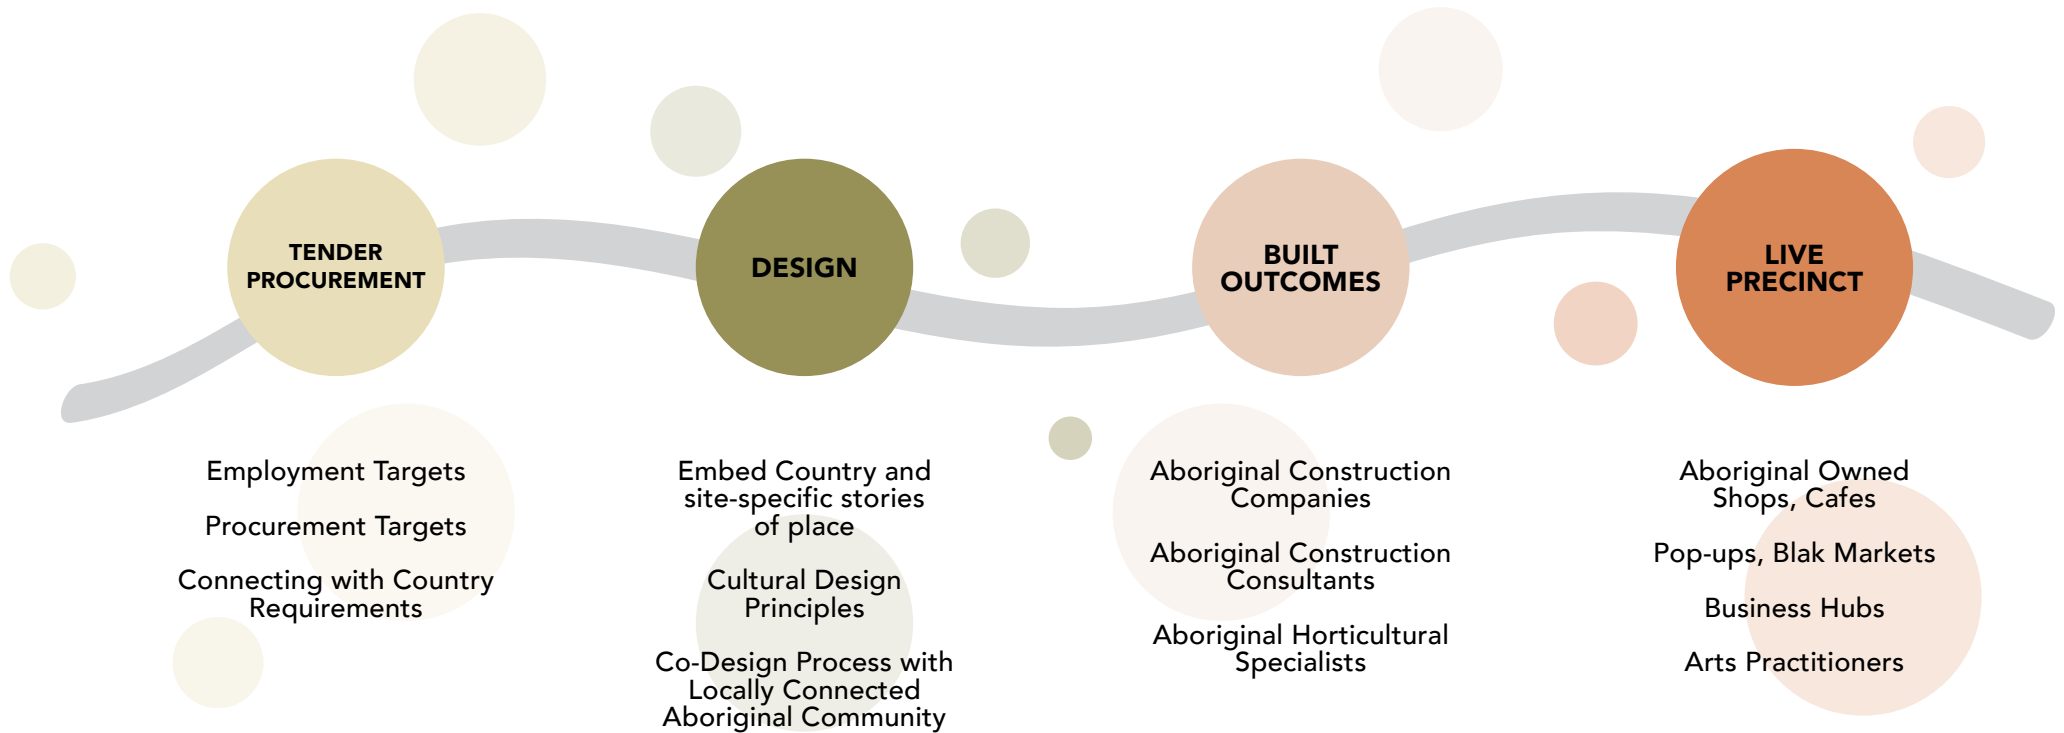 TENDER
PROCUREMENT
Employment Targets
Procurement Targets
Connecting with Country
Requirements
DESIGN
Embed Country and
site-specific stories
of place
Cultural Design
Principles
Co-Design Process with
Locally Connected
Aboriginal Community
BUILT
OUTCOMES
Aboriginal Construction
Companies
Aboriginal Construction
Consultants
Aboriginal Horticultural
Specialists
LIVE
PRECINCT
Aboriginal Owned
Shops, Cafes
Pop-ups, Blak Markets
Business Hubs
Arts Practitioners